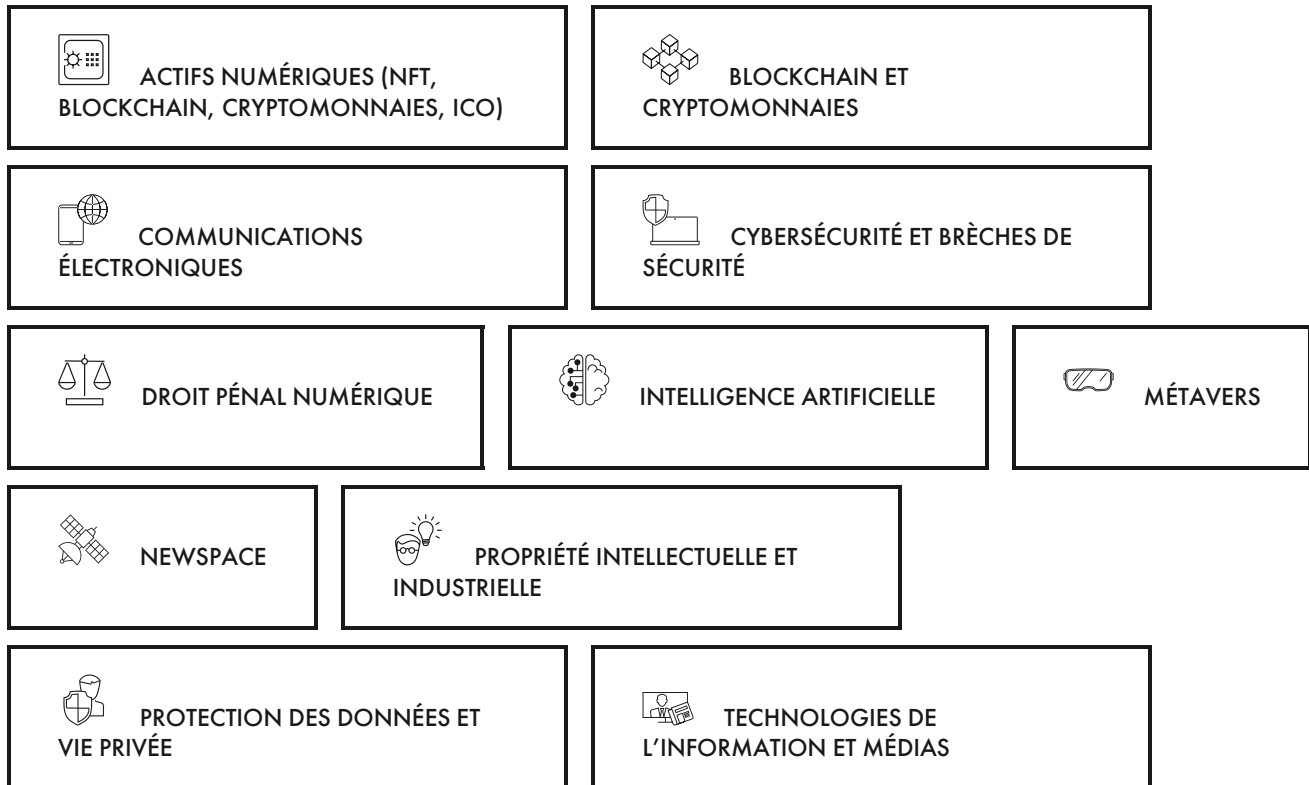 ACTIFS NUMÉRIQUES (NFT,
BLOCKCHAIN, CRYPTOMONNAIES, ICO)
BLOCKCHAIN ET
CRYPTOMONNAIES
COMMUNICATIONS
ÉLECTRONIQUES
CYBERSÉCURITÉ ET BRÈCHES DE
SÉCURITÉ
DROIT PÉNAL NUMÉRIQUE
INTELLIGENCE ARTIFICIELLE
MÉTAVERS
NEWSPACE
PROPRIÉTÉ INTELLECTUELLE ET
INDUSTRIELLE
PROTECTION DES DONNÉES ET
VIE PRIVÉE
TECHNOLOGIES DE
L’INFORMATION ET MÉDIAS